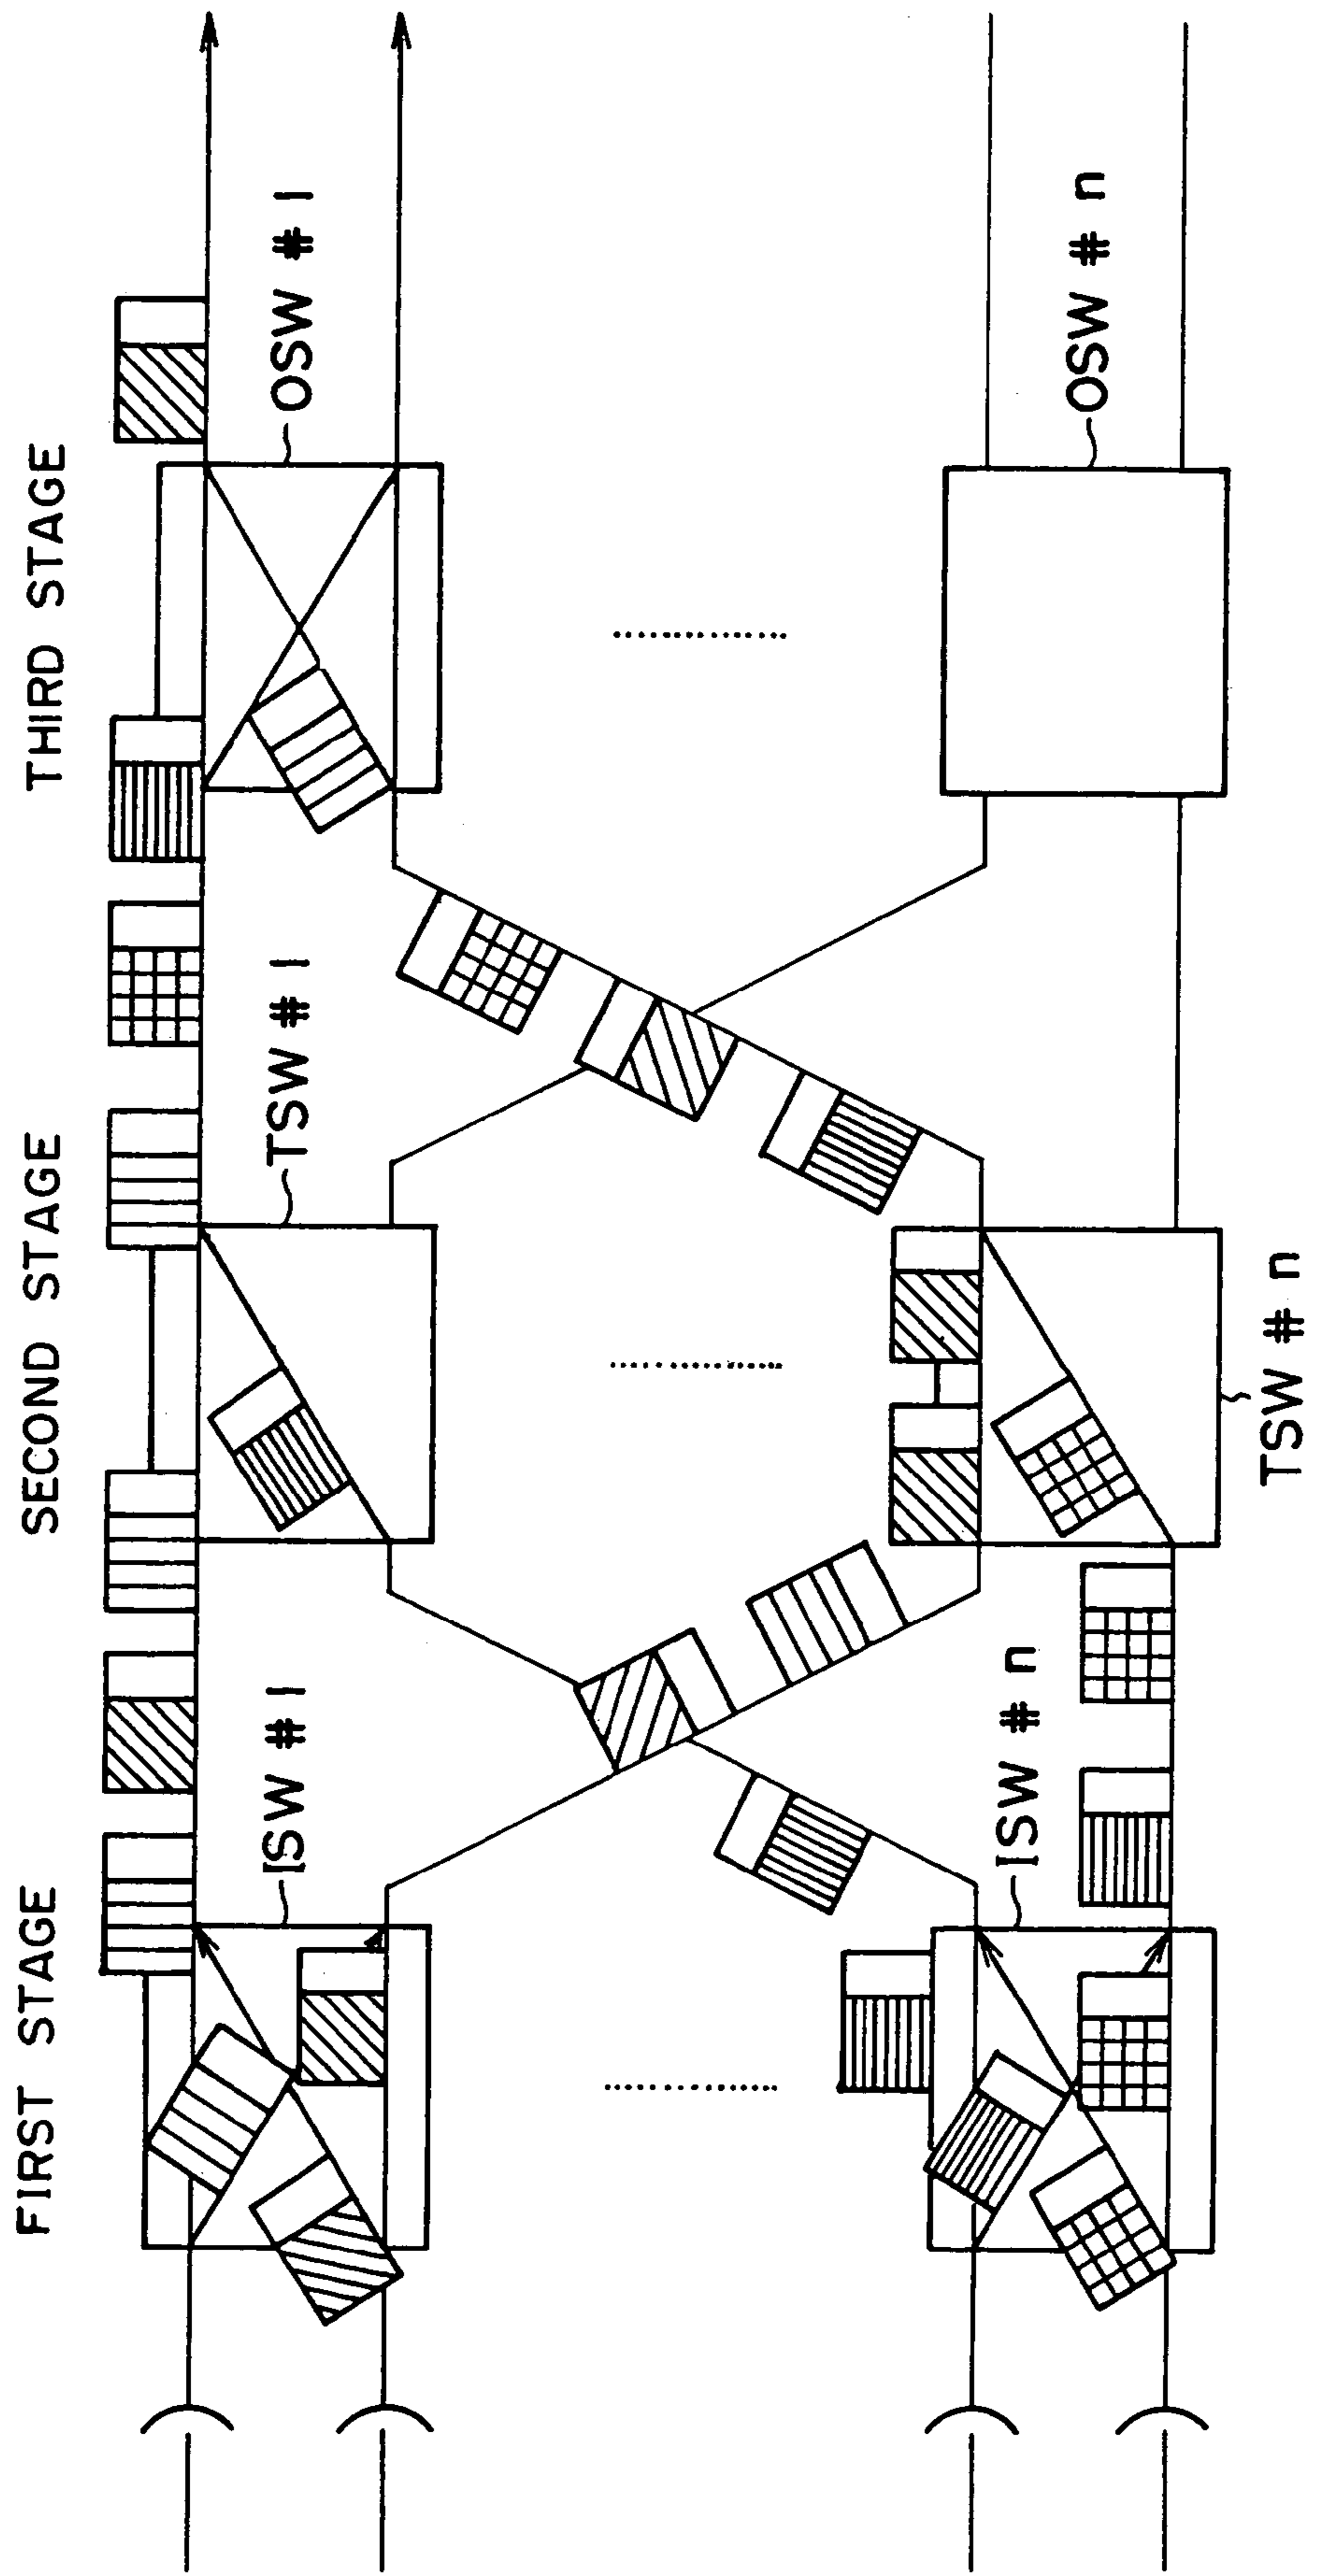 FIRST STAGE
SECOND STAGE
THIRD STAGE
ISW # 1
TSW # 1
OSW # 1
ISW # n
TSW # n
OSW # n